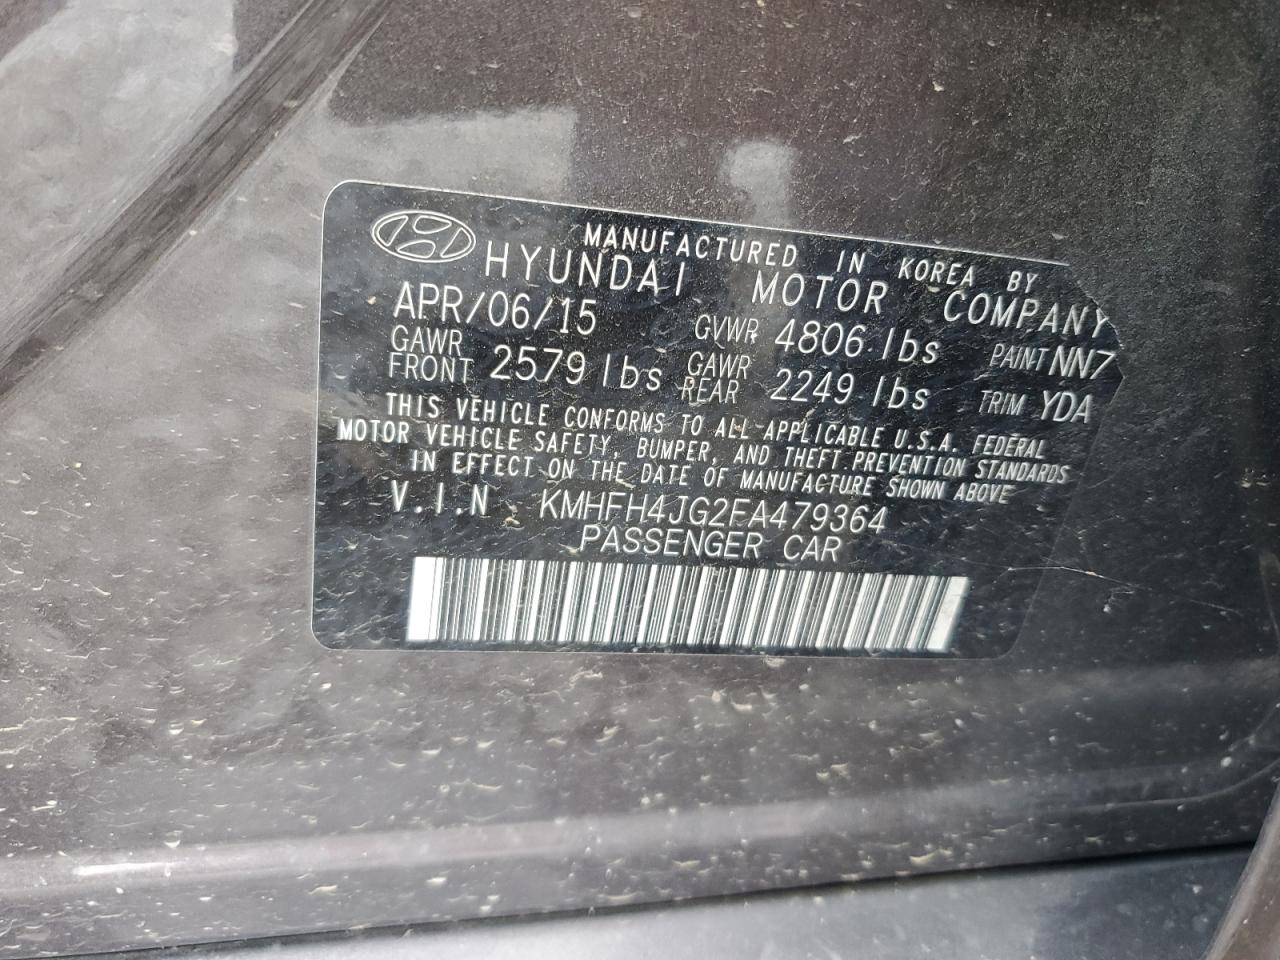 MANUFACTURED IN KOREA BY
HYUNDAI MOTOR COMPANY
APR/06/15 GVWR 4806 lbs PAINT NN7
GAWR FRONT 2579 lbs GAWR REAR 2249 lbs TRIM YDA
THIS VEHICLE CONFORMS TO ALL APPLICABLE U.S.A. FEDERAL
MOTOR VEHICLE SAFETY, BUMPER, AND THEFT PREVENTION STANDARDS
IN EFFECT ON THE DATE OF MANUFACTURE SHOWN ABOVE
V.I.N KMHFH4JG2FA479364
PASSENGER CAR